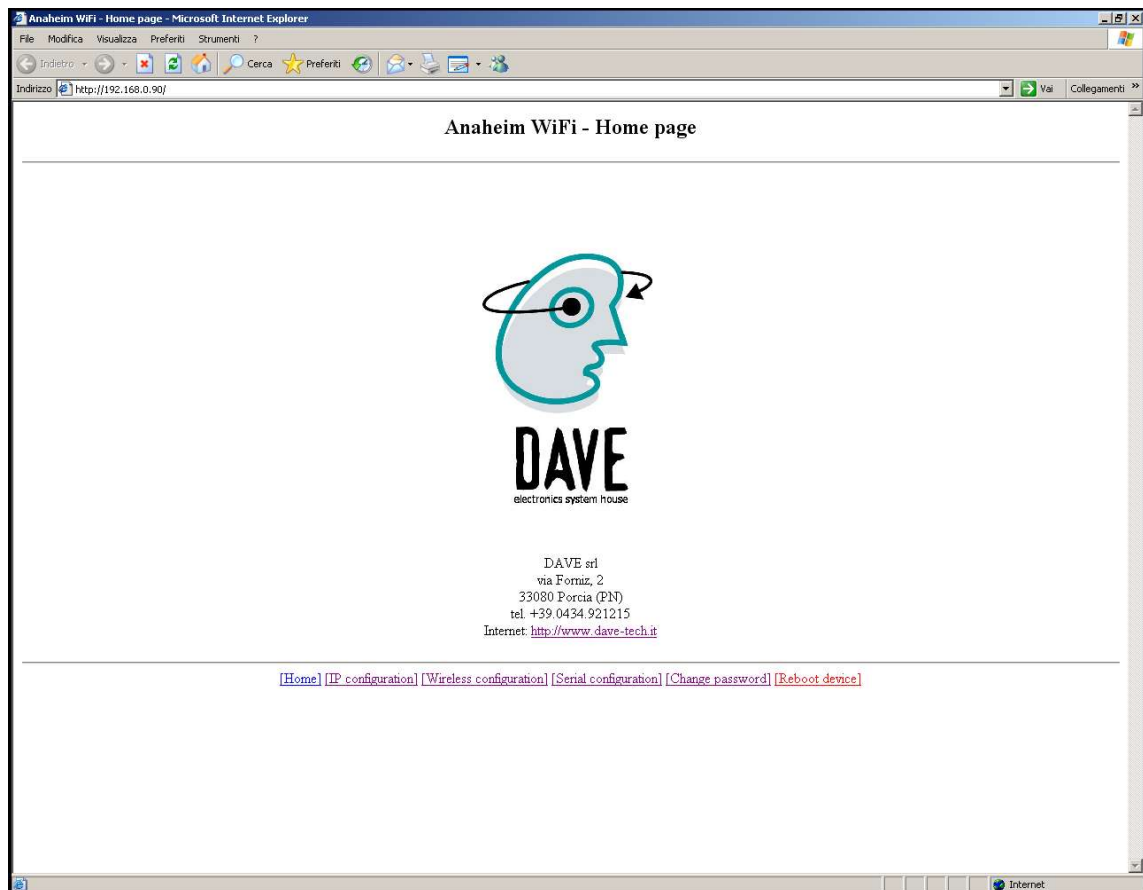 Anaheim WiFi - Home page - Microsoft Internet Explorer
File Modifica Visualizza Preferiti Strumenti ?
Indietro Cerca Preferiti
Indirizzo http://192.168.0.90/ Vai Collegamenti »
Anaheim WiFi - Home page
DAVE
electronics system house
DAVE srl
via Forniz, 2
33080 Porcia (PN)
tel. +39.0434.921215
Internet: http://www.dave-tech.it
[Home] [IP configuration] [Wireless configuration] [Serial configuration] [Change password] [Reboot device]
Internet